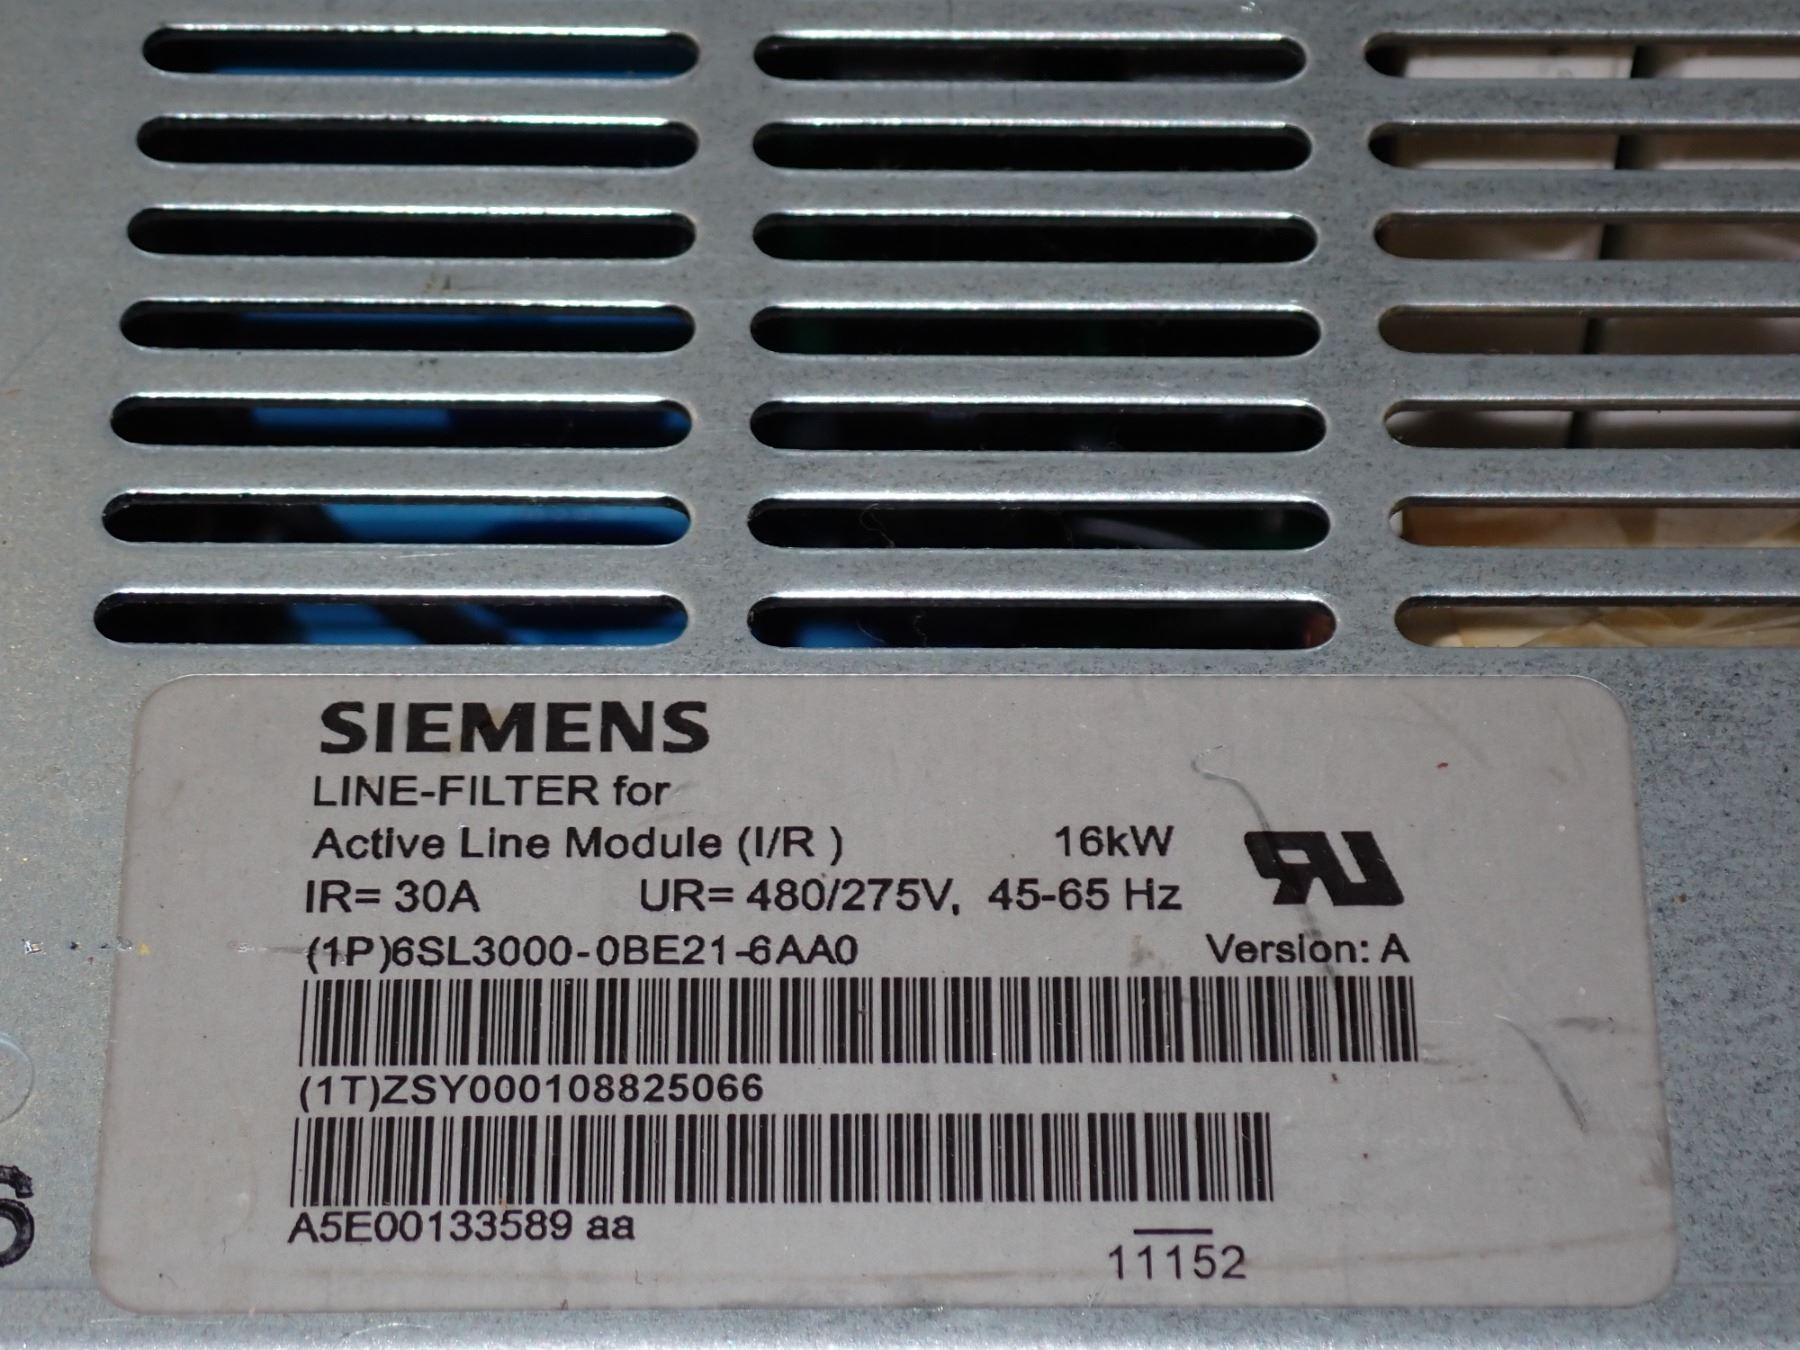 SIEMENS
LINE-FILTER for
Active Line Module (I/R ) 16kW
IR= 30A UR= 480/275V, 45-65 Hz
(1P)6SL3000-0BE21-6AA0 Version: A
(1T)ZSY000108825066
A5E00133589 aa
11152